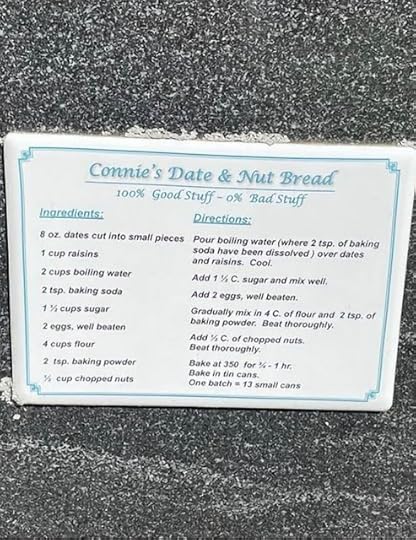 Connie's Date & Nut Bread
100% Good Stuff - 0% Bad Stuff
Ingredients:
8 oz. dates cut into small pieces
1 cup raisins
2 cups boiling water
2 tsp. baking soda
1 ½ cups sugar
2 eggs, well beaten
4 cups flour
2 tsp. baking powder
½ cup chopped nuts
Directions:
Pour boiling water (where 2 tsp. of baking
soda have been dissolved) over dates
and raisins. Cool.
Add 1 ½ C. sugar and mix well.
Add 2 eggs, well beaten.
Gradually mix in 4 C. of flour and 2 tsp. of
baking powder. Beat thoroughly.
Add ½ C. of chopped nuts.
Beat thoroughly.
Bake at 350 for ¾ - 1 hr.
Bake in tin cans.
One batch = 13 small cans